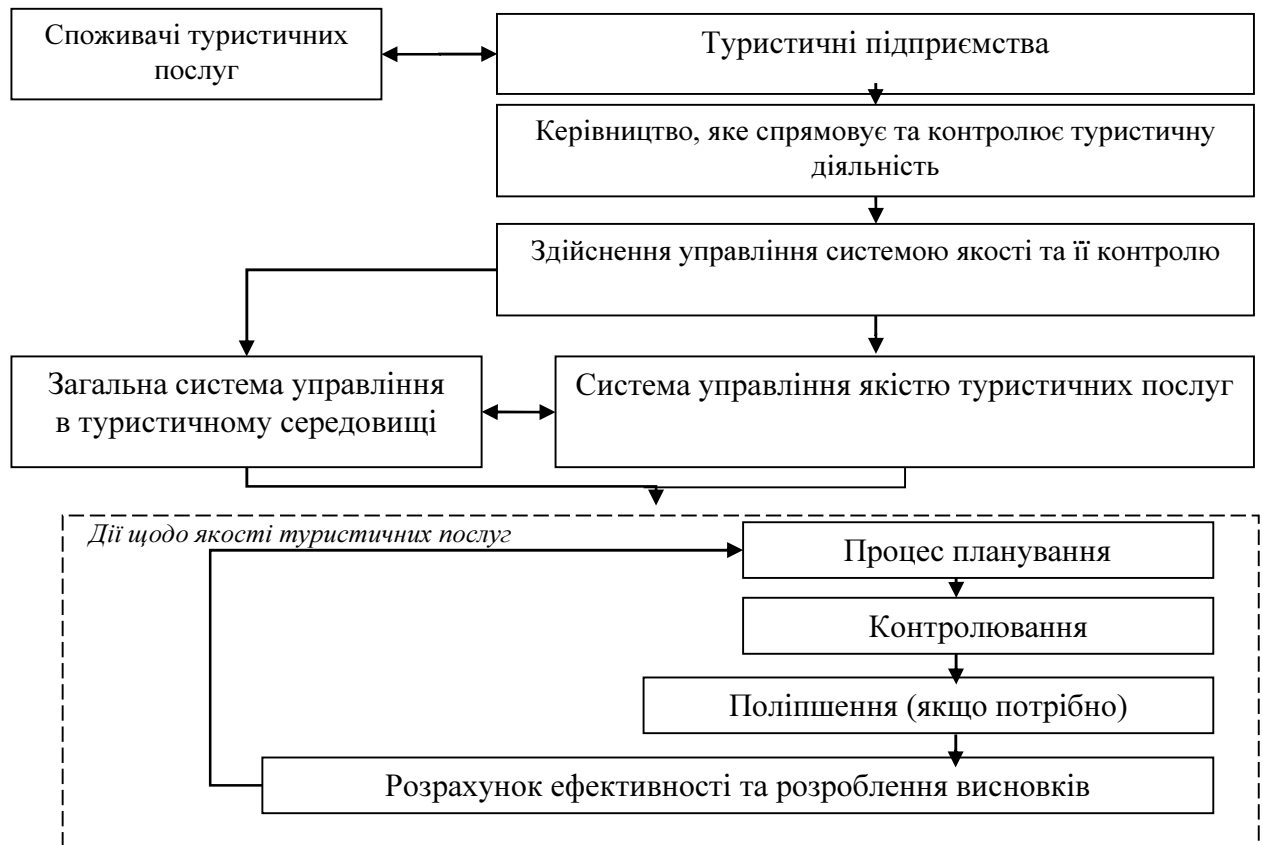 Споживачі туристичних
послуг
Туристичні підприємства
Керівництво, яке спрямовує та контролює туристичну
діяльність
Здійснення управління системою якості та її контролю
Загальна система управління
в туристичному середовищі
Система управління якістю туристичних послуг
Дії щодо якості туристичних послуг
Процес планування
Контролювання
Поліпшення (якщо потрібно)
Розрахунок ефективності та розроблення висновків